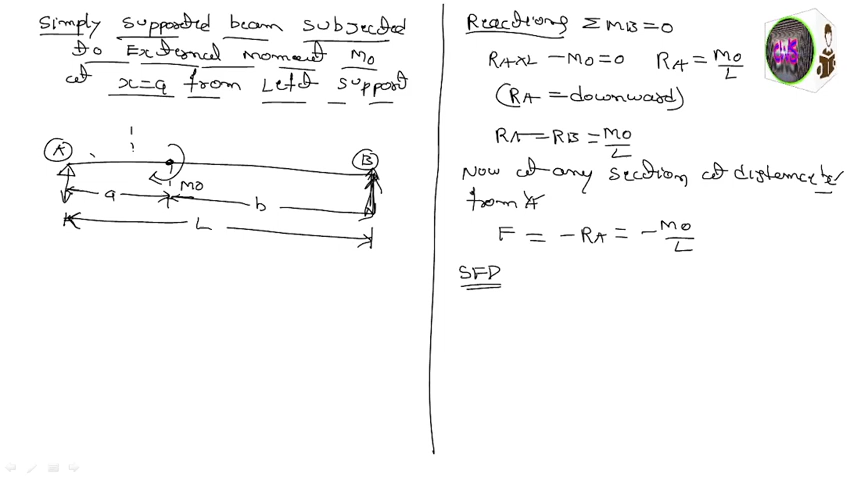 Simply supported beam subjected
to External moment Mo
at x=a from Left support
A
B
a
Mo
b
L
Reactions ΣMB=0
RA×L −Mo=0 RA=Mo/L
(RA=downward)
RA=RB=Mo/L
Now at any section at distance
from A
F = −RA = −Mo/L
SFD